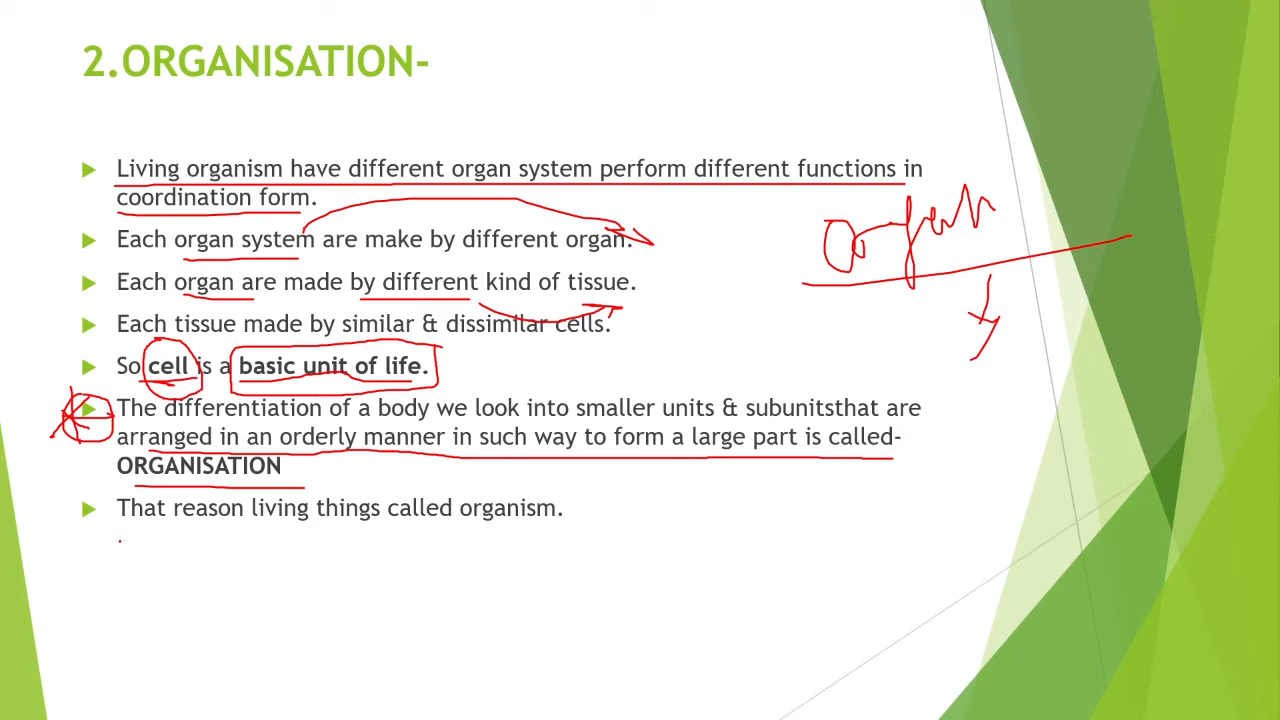 2.ORGANISATION-
Living organism have different organ system perform different functions in
coordination form.
Each organ system are make by different organ.
Each organ are made by different kind of tissue.
Each tissue made by similar & dissimilar cells.
So cell is a basic unit of life.
The differentiation of a body we look into smaller units & subunitsthat are
arranged in an orderly manner in such way to form a large part is called-
ORGANISATION
That reason living things called organism.